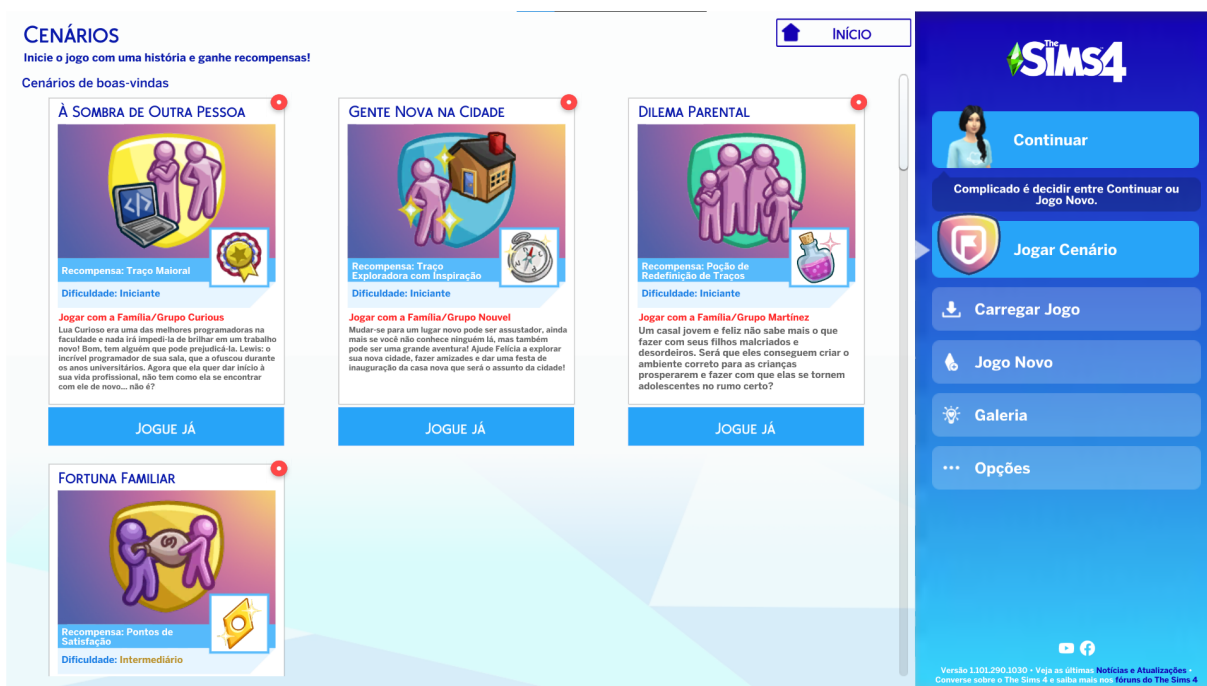 CENÁRIOS
Inicie o jogo com uma história e ganhe recompensas!
INÍCIO
Cenários de boas-vindas
À SOMBRA DE OUTRA PESSOA
Recompensa: Traço Maioral
Dificuldade: Iniciante
Jogar com a Família/Grupo Curious
Lua Curioso era uma das melhores programadoras na
faculdade e nada irá impedi-la de brilhar em um trabalho
novo! Bom, tem alguém que pode prejudicá-la. Lewis: o
incrível programador de sua sala, que a ofuscou durante
os anos universitários. Agora que ela quer dar início à
sua vida profissional, não tem como ela se encontrar
com ele de novo... não é?
JOGUE JÁ
GENTE NOVA NA CIDADE
Recompensa: Traço
Exploradora com Inspiração
Dificuldade: Iniciante
Jogar com a Família/Grupo Nouvel
Mudar-se para um lugar novo pode ser assustador, ainda
mais se você não conhece ninguém lá, mas também
pode ser uma grande aventura! Ajude Felícia a explorar
sua nova cidade, fazer amizades e dar uma festa de
inauguração da casa nova que será o assunto da cidade!
JOGUE JÁ
DILEMA PARENTAL
Recompensa: Poção de
Redefinição de Traços
Dificuldade: Iniciante
Jogar com a Família/Grupo Martínez
Um casal jovem e feliz não sabe mais o que
fazer com seus filhos malcriados e
desordeiros. Será que eles conseguem criar o
ambiente correto para as crianças
prosperarem e fazer com que elas se tornem
adolescentes no rumo certo?
JOGUE JÁ
FORTUNA FAMILIAR
Recompensa: Pontos de
Satisfação
Dificuldade: Intermediário
The SIMS4
Continuar
Complicado é decidir entre Continuar ou
Jogo Novo.
Jogar Cenário
Carregar Jogo
Jogo Novo
Galeria
Opções
Versão 1.101.290.1030 • Veja as últimas Notícias e Atualizações •
Converse sobre o The Sims 4 e saiba mais nos fóruns do The Sims 4